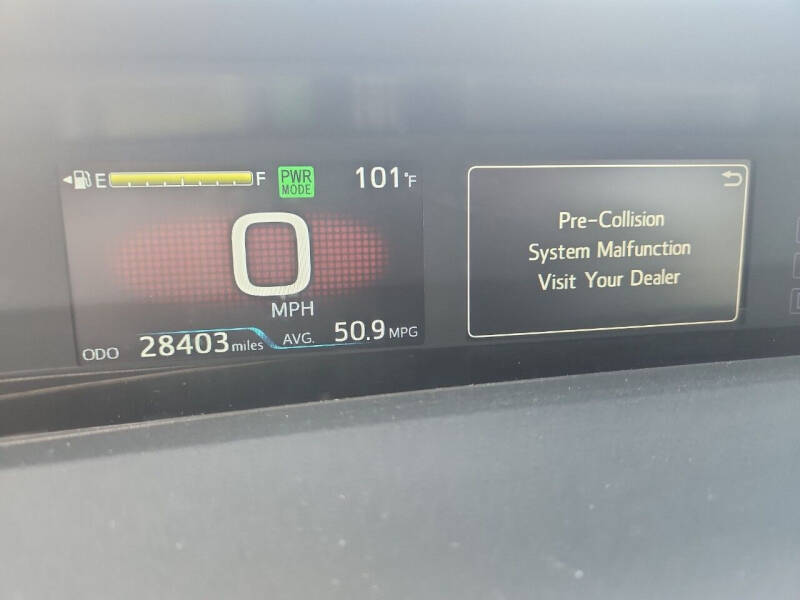 E F PWR MODE 101°F
0
MPH
ODO 28403 miles AVG. 50.9 MPG
Pre-Collision
System Malfunction
Visit Your Dealer